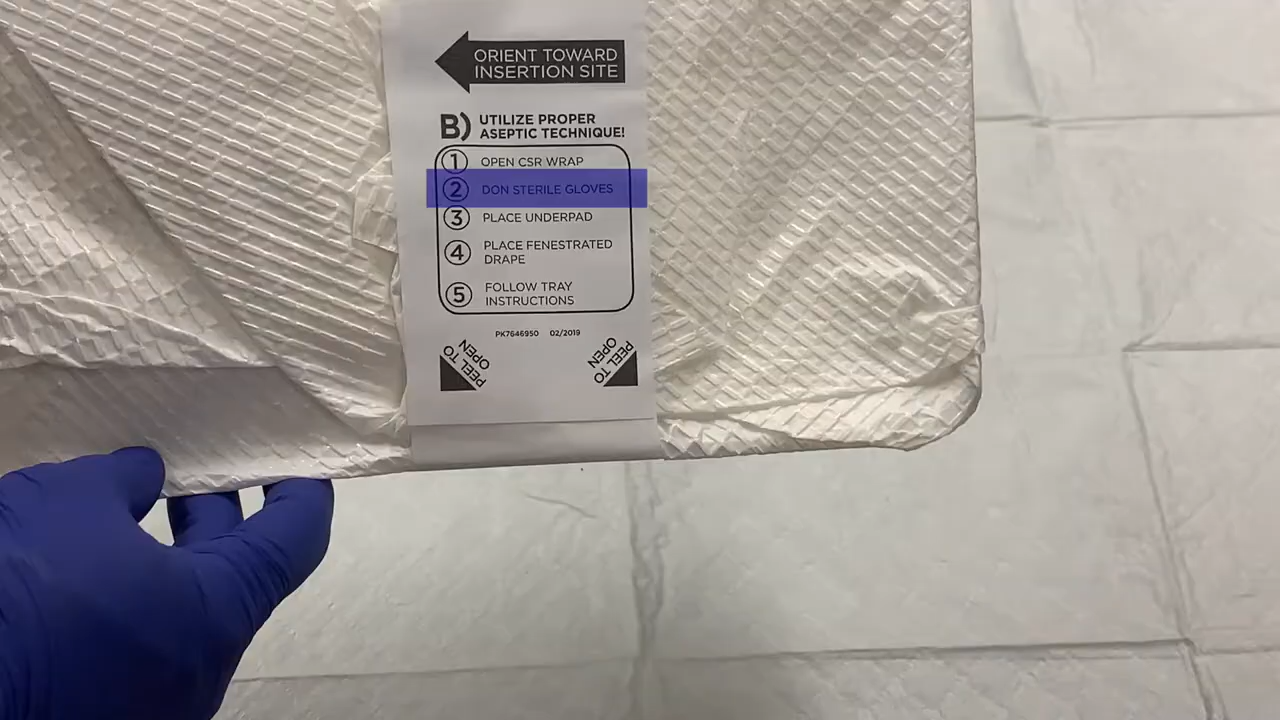 ORIENT TOWARD
INSERTION SITE
B) UTILIZE PROPER
ASEPTIC TECHNIQUE!
1 OPEN CSR WRAP
2 DON STERILE GLOVES
3 PLACE UNDERPAD
4 PLACE FENESTRATED
DRAPE
5 FOLLOW TRAY
INSTRUCTIONS
PK7646950 02/2019
PEEL TO
OPEN
PEEL TO
OPEN